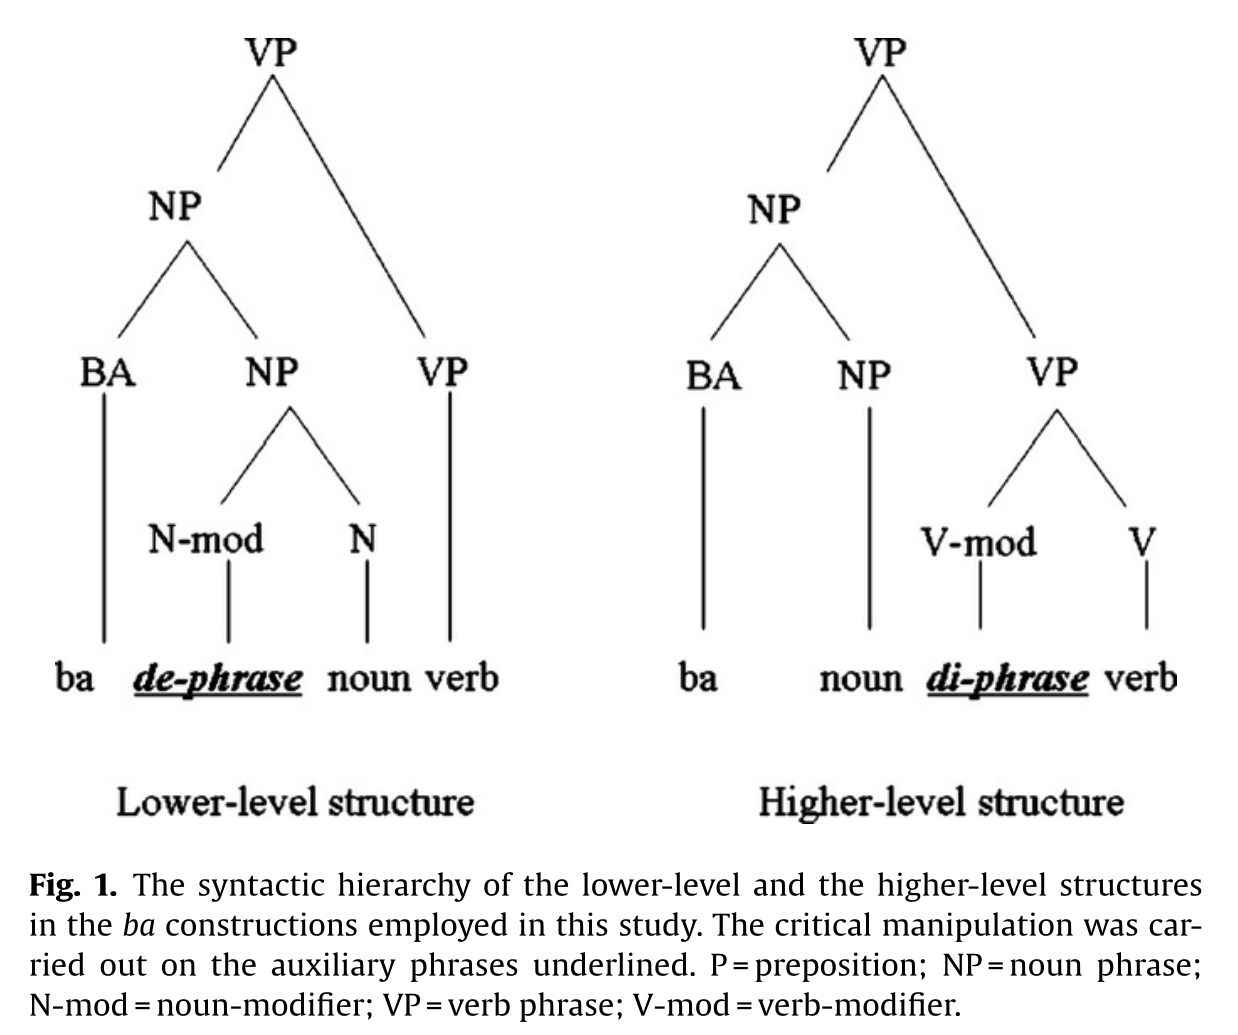 VP VP
NP NP
BA NP VP BA NP VP
N-mod N V-mod V
ba de-phrase noun verb ba noun di-phrase verb
Lower-level structure Higher-level structure
Fig. 1. The syntactic hierarchy of the lower-level and the higher-level structures
in the ba constructions employed in this study. The critical manipulation was car-
ried out on the auxiliary phrases underlined. P = preposition; NP = noun phrase;
N-mod = noun-modifier; VP = verb phrase; V-mod = verb-modifier.